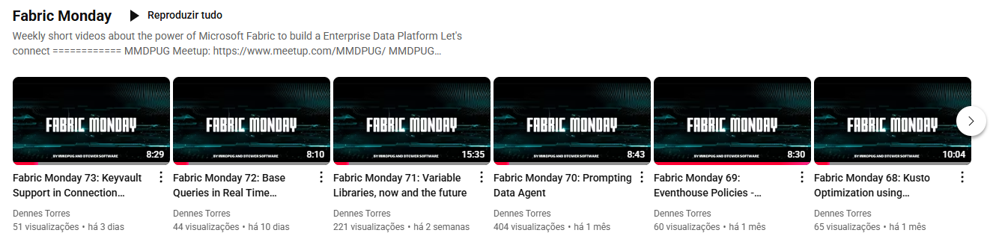 Fabric Monday Reproduzir tudo
Weekly short videos about the power of Microsoft Fabric to build a Enterprise Data Platform Let's
connect ============ MMDPUG Meetup: https://www.meetup.com/MMDPUG/ MMDPUG…
FABRIC MONDAY
BY MMDPUG AND DTOWER SOFTWARE
8:29
Fabric Monday 73: Keyvault
Support in Connection…
Dennes Torres
51 visualizações • há 3 dias
FABRIC MONDAY
BY MMDPUG AND DTOWER SOFTWARE
8:10
Fabric Monday 72: Base
Queries in Real Time…
Dennes Torres
44 visualizações • há 10 dias
FABRIC MONDAY
BY MMDPUG AND DTOWER SOFTWARE
15:35
Fabric Monday 71: Variable
Libraries, now and the future
Dennes Torres
221 visualizações • há 2 semanas
FABRIC MONDAY
BY MMDPUG AND DTOWER SOFTWARE
8:43
Fabric Monday 70: Prompting
Data Agent
Dennes Torres
404 visualizações • há 1 mês
FABRIC MONDAY
BY MMDPUG AND DTOWER SOFTWARE
8:30
Fabric Monday 69:
Eventhouse Policies -…
Dennes Torres
60 visualizações • há 1 mês
FABRIC MONDAY
BY MMDPUG AND DTOWER SOFTWARE
10:04
Fabric Monday 68: Kusto
Optimization using…
Dennes Torres
65 visualizações • há 1 mês